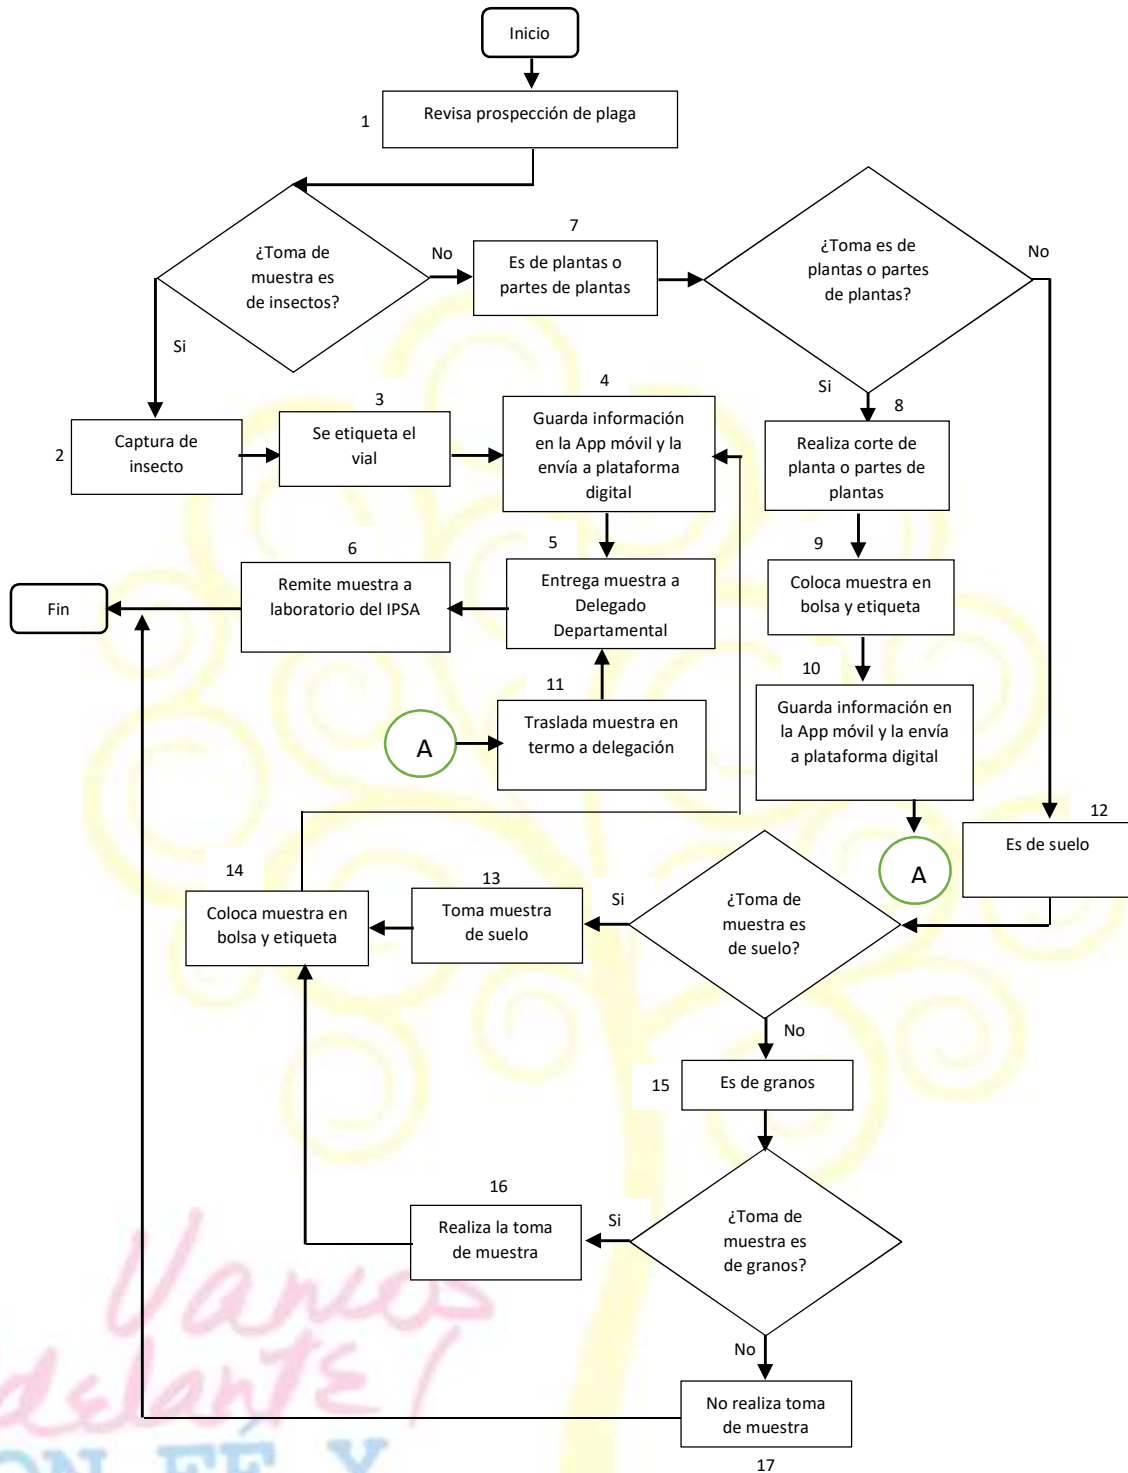 Inicio
1
Revisa prospección de plaga
¿Toma de
muestra es
de insectos?
No
Si
7
Es de plantas o
partes de plantas
¿Toma es de
plantas o partes
de plantas?
No
Si
2
Captura de
insecto
3
Se etiqueta el
vial
4
Guarda información
en la App móvil y la
envía a plataforma
digital
8
Realiza corte de
planta o partes de
plantas
5
Entrega muestra a
Delegado
Departamental
6
Remite muestra a
laboratorio del IPSA
Fin
9
Coloca muestra en
bolsa y etiqueta
10
Guarda información en
la App móvil y la envía
a plataforma digital
11
Traslada muestra en
termo a delegación
A
A
12
Es de suelo
¿Toma de
muestra es
de suelo?
Si
No
13
Toma muestra
de suelo
14
Coloca muestra en
bolsa y etiqueta
15
Es de granos
¿Toma de
muestra es
de granos?
Si
No
16
Realiza la toma
de muestra
No realiza toma
de muestra
17
Vamos
delante!
ON FÉ Y